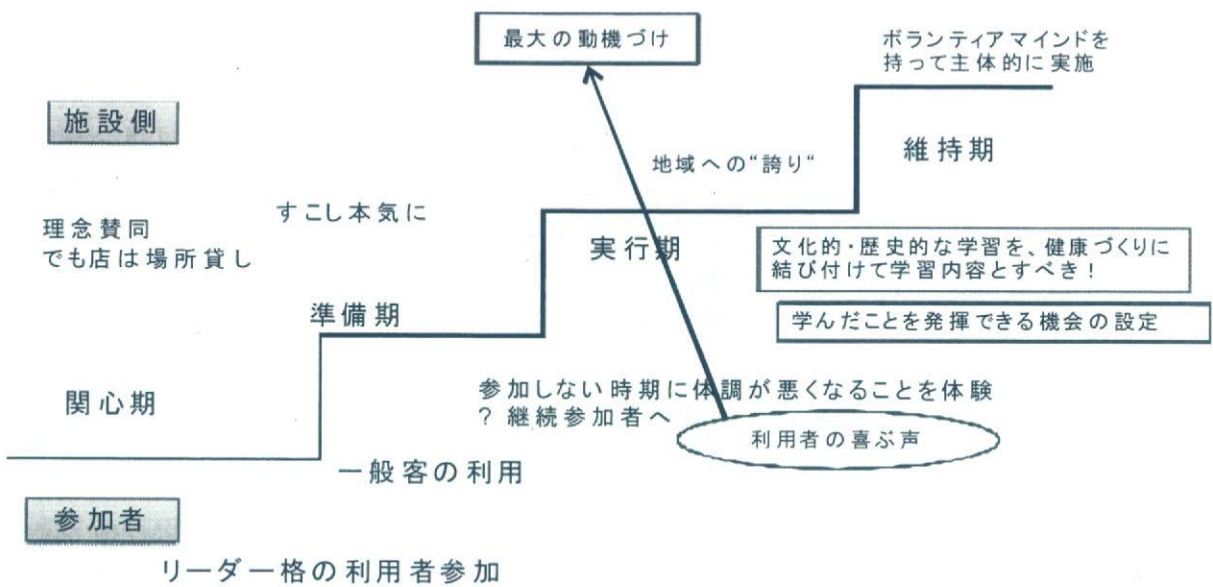 最大の動機づけ
ボランティアマインドを
持って主体的に実施
施設側
地域への“誇り“
維持期
すこし本気に
理念賛同
でも店は場所貸し
実行期
文化的・歴史的な学習を、健康づくりに
結び付けて学習内容とすべき!
準備期
学んだことを発揮できる機会の設定
関心期
参加しない時期に体調が悪くなることを体験
? 継続参加者へ
利用者の喜ぶ声
一般客の利用
参加者
リーダー格の利用者参加